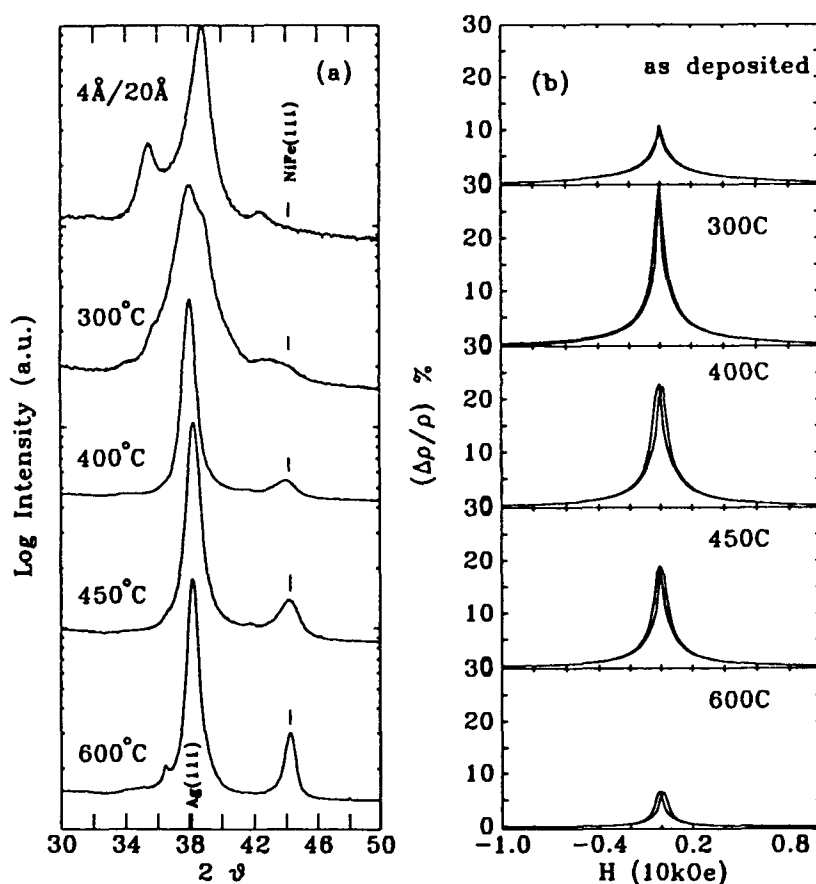 (a)
4Å/20Å
NiFe(111)
300°C
400°C
450°C
600°C
Ag(111)
Log Intensity (a.u.)
30 34 38 42 46 50
2 ϑ
(b)
as deposited
30
20
10
30
300C
20
10
30
400C
20
10
30
450C
20
10
30
600C
20
10
0
(Δρ/ρ) %
-1.0 -0.4 0.2 0.8
H (10kOe)